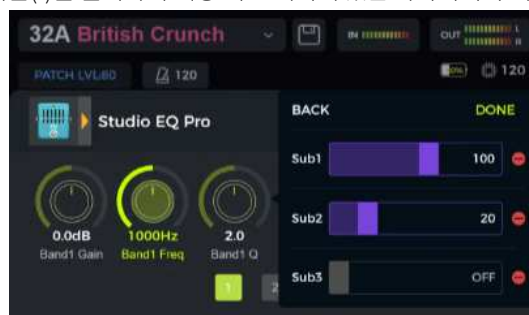 32A British Crunch
IN
OUT
L
R
PATCH LVL:80
120
120
Studio EQ Pro
BACK
DONE
Sub1
100
Sub2
20
Sub3
OFF
0.0dB
1000Hz
2.0
Band1 Gain
Band1 Freq
Band1 Q
1
2